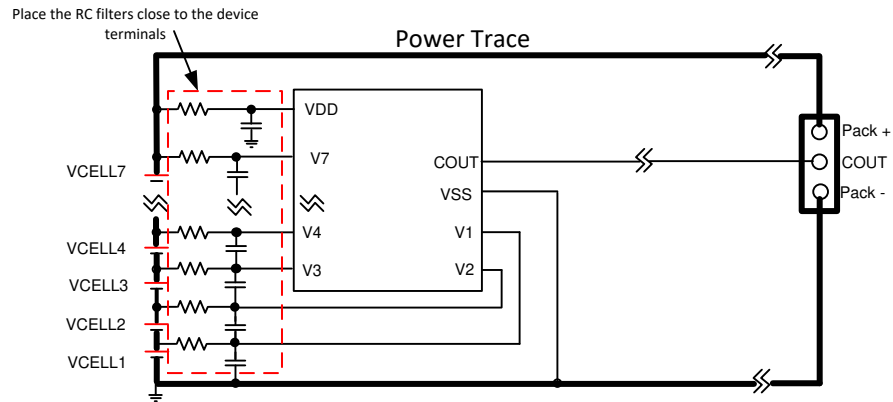 Place the RC filters close to the device
terminals
Power Trace
VDD
V7
V4
V3
COUT
VSS
V1
V2
VCELL7
VCELL4
VCELL3
VCELL2
VCELL1
Pack +
COUT
Pack -